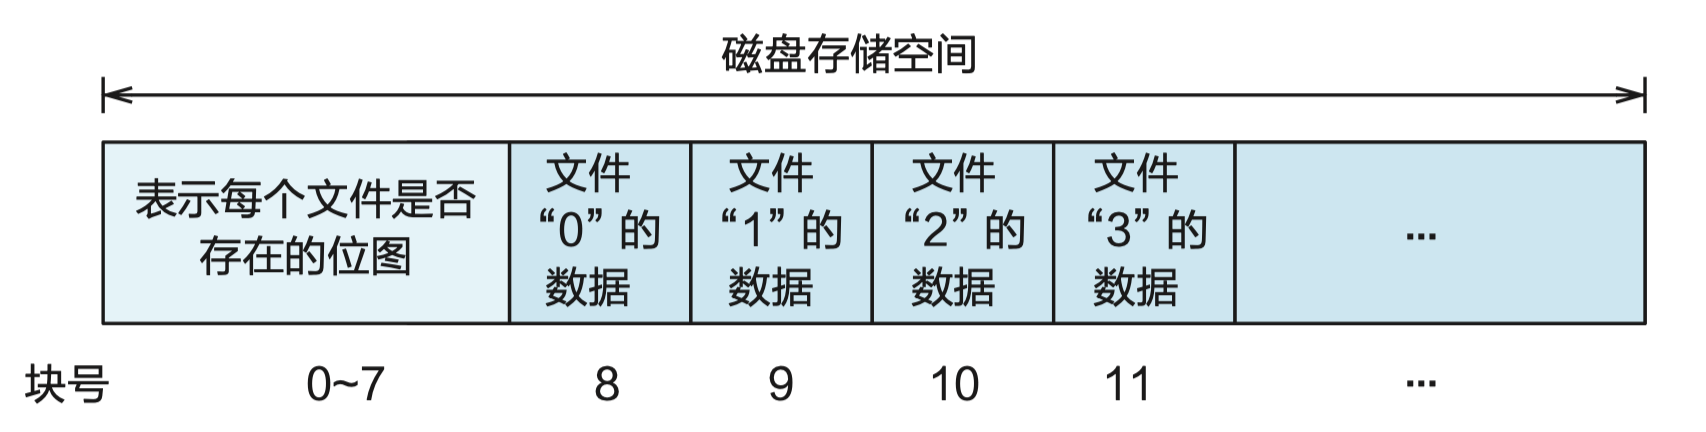 磁盘存储空间
表示每个文件是否
存在的位图
文件
“0” 的
数据
文件
“1” 的
数据
文件
“2” 的
数据
文件
“3” 的
数据
···
块号
0~7
8
9
10
11
···